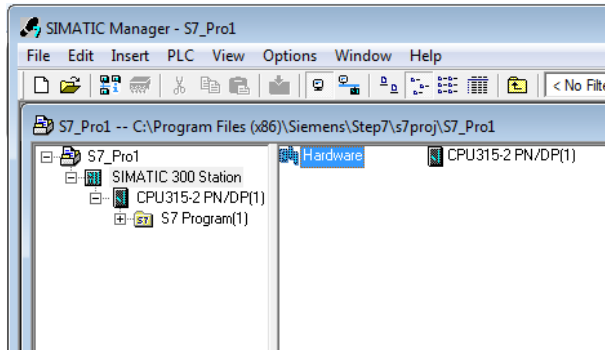 SIMATIC Manager - S7_Pro1
File Edit Insert PLC View Options Window Help
< No Filte
S7_Pro1 -- C:\Program Files (x86)\Siemens\Step7\s7proj\S7_Pro1
S7_Pro1
SIMATIC 300 Station
CPU315-2 PN/DP(1)
S7 Program(1)
Hardware
CPU315-2 PN/DP(1)